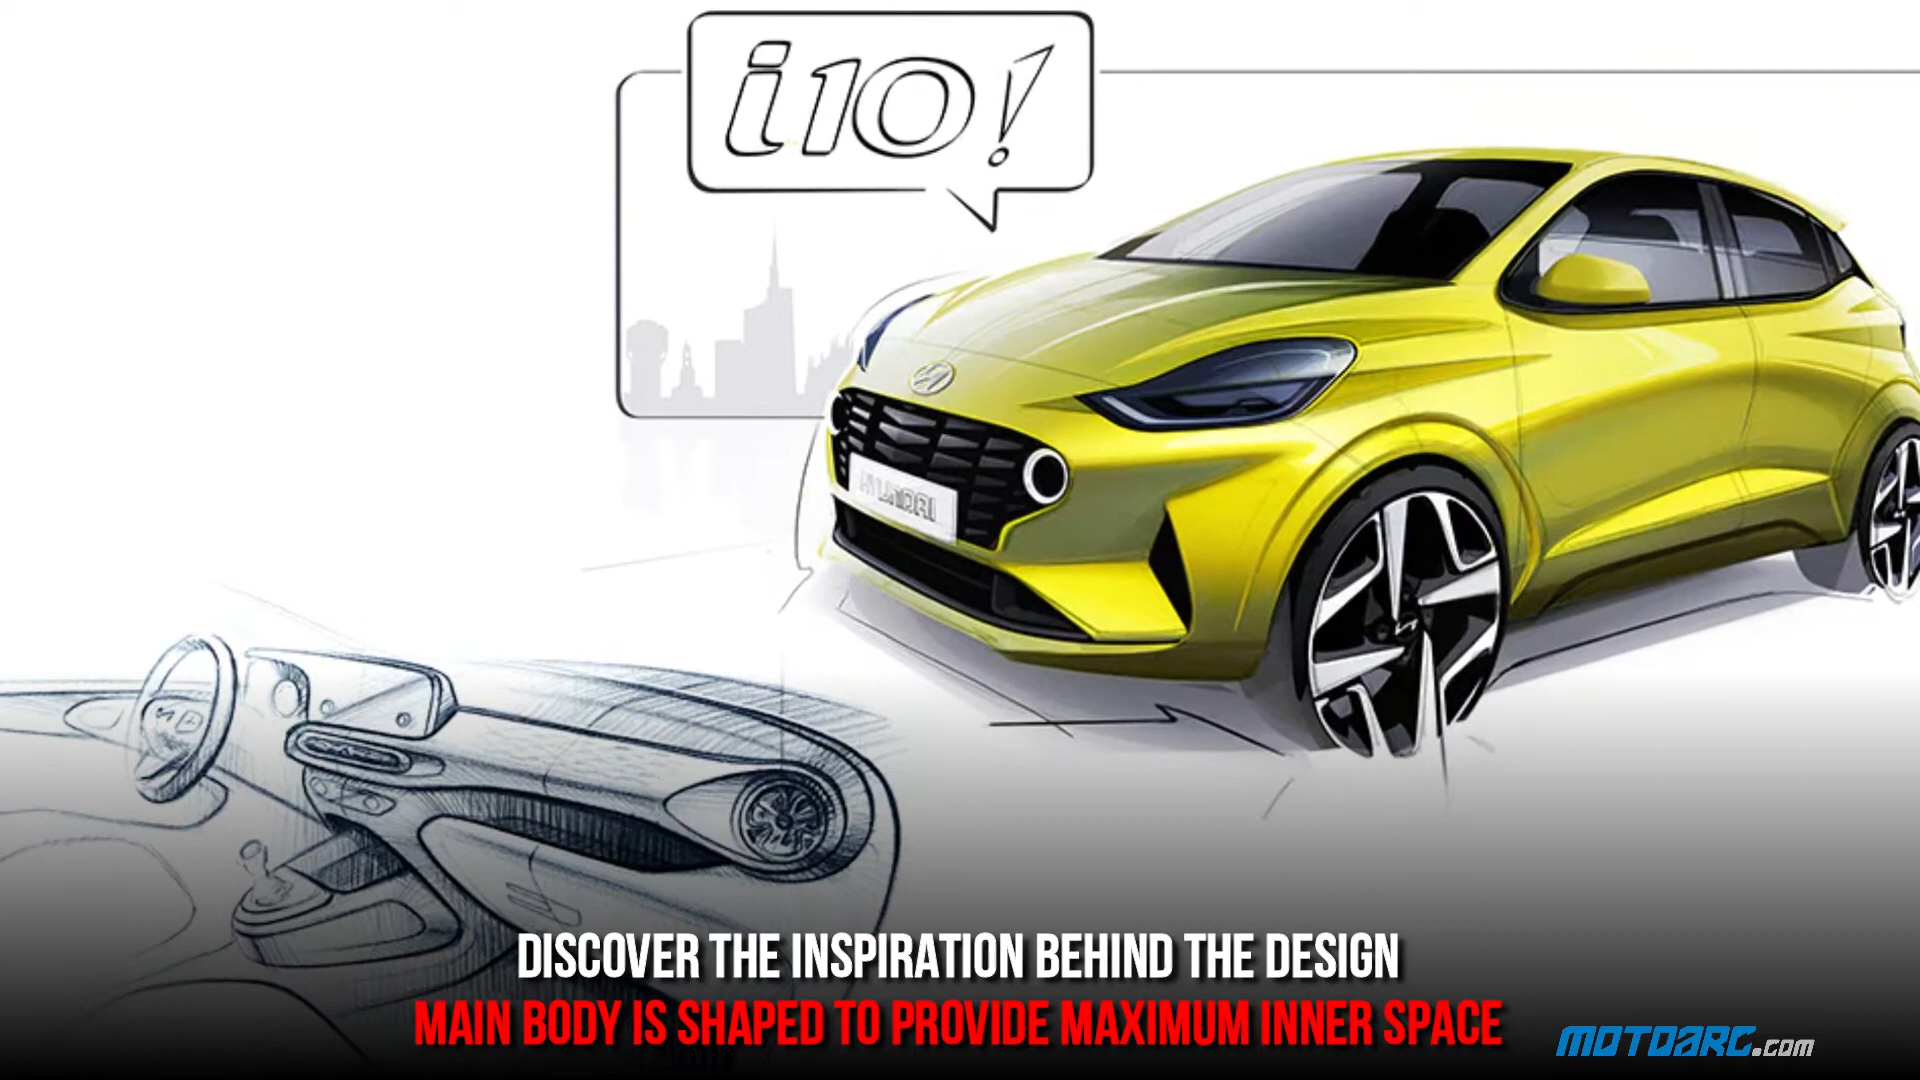 i10!
HYUNDAI
DISCOVER THE INSPIRATION BEHIND THE DESIGN
MAIN BODY IS SHAPED TO PROVIDE MAXIMUM INNER SPACE
MOTOARC.com